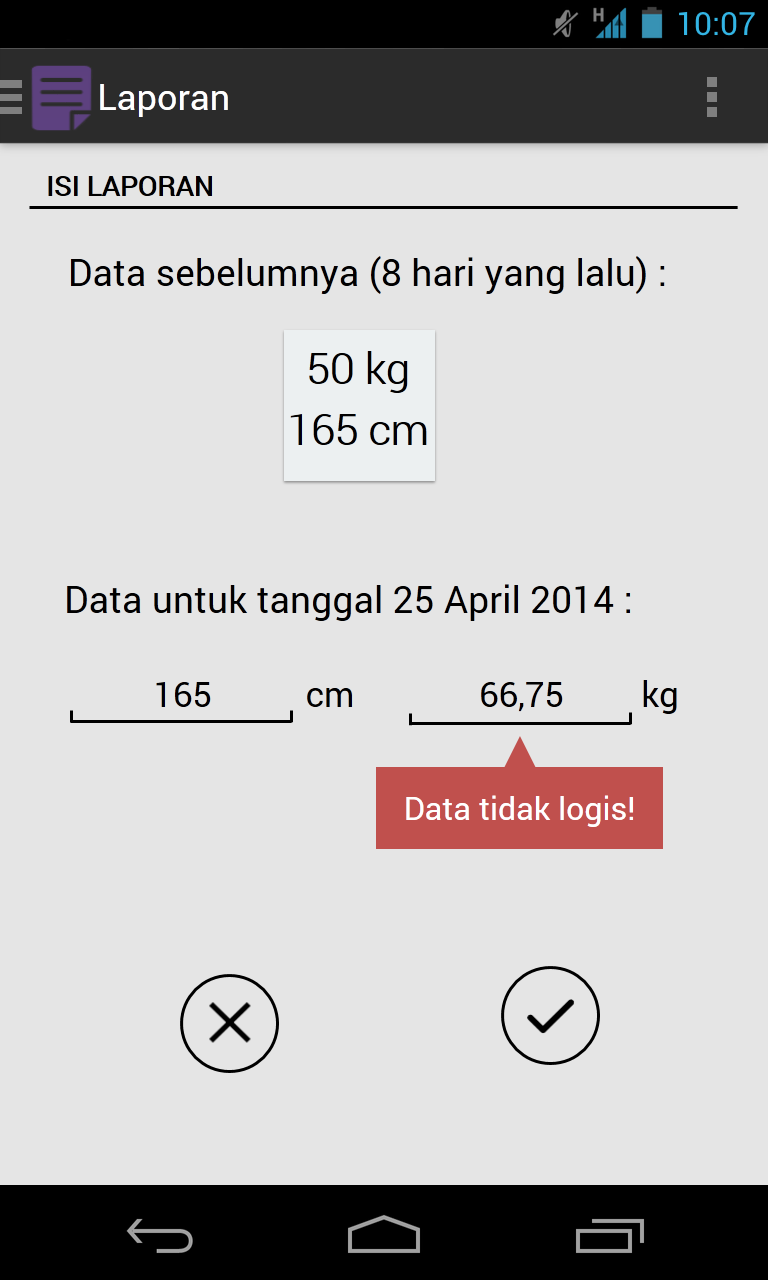 H
10:07
Laporan
ISI LAPORAN
Data sebelumnya (8 hari yang lalu) :
50 kg
165 cm
Data untuk tanggal 25 April 2014 :
165 cm 66,75 kg
Data tidak logis!